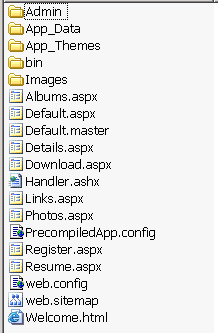 Admin
App_Data
App_Themes
bin
Images
Albums.aspx
Default.aspx
Default.master
Details.aspx
Download.aspx
Handler.ashx
Links.aspx
Photos.aspx
PrecompiledApp.config
Register.aspx
Resume.aspx
web.config
web.sitemap
Welcome.html